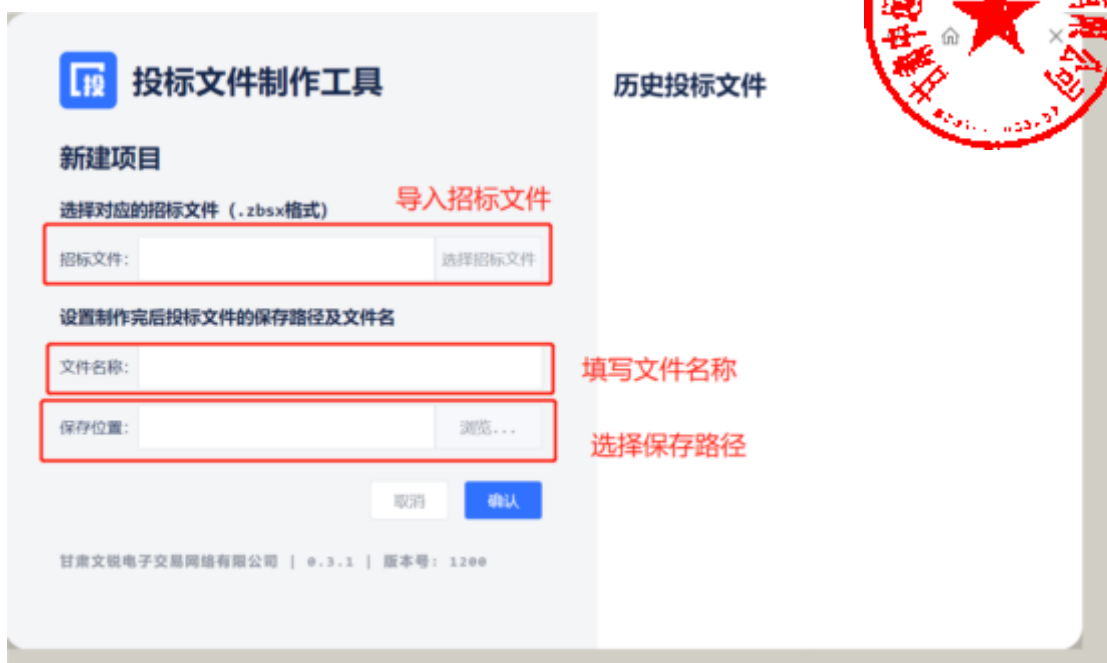 投 投标文件制作工具
历史投标文件
新建项目
选择对应的招标文件（.zbsx格式）
导入招标文件
招标文件：
选择招标文件
设置制作完后投标文件的保存路径及文件名
文件名称：
填写文件名称
保存位置：
浏览...
选择保存路径
取消
确认
甘肃文锐电子交易网络有限公司 | 0.3.1 | 版本号：1200
甘肃中
公司